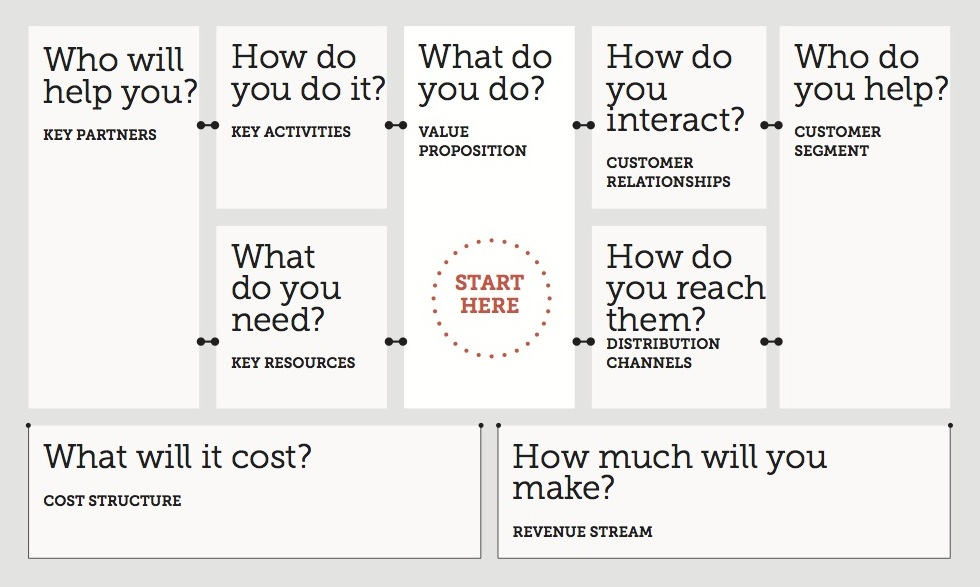 Who will
help you?
KEY PARTNERS
How do
you do it?
KEY ACTIVITIES
What
do you
need?
KEY RESOURCES
What do
you do?
VALUE
PROPOSITION
START
HERE
How do
you
interact?
CUSTOMER
RELATIONSHIPS
How do
you reach
them?
DISTRIBUTION
CHANNELS
Who do
you help?
CUSTOMER
SEGMENT
What will it cost?
COST STRUCTURE
How much will you
make?
REVENUE STREAM